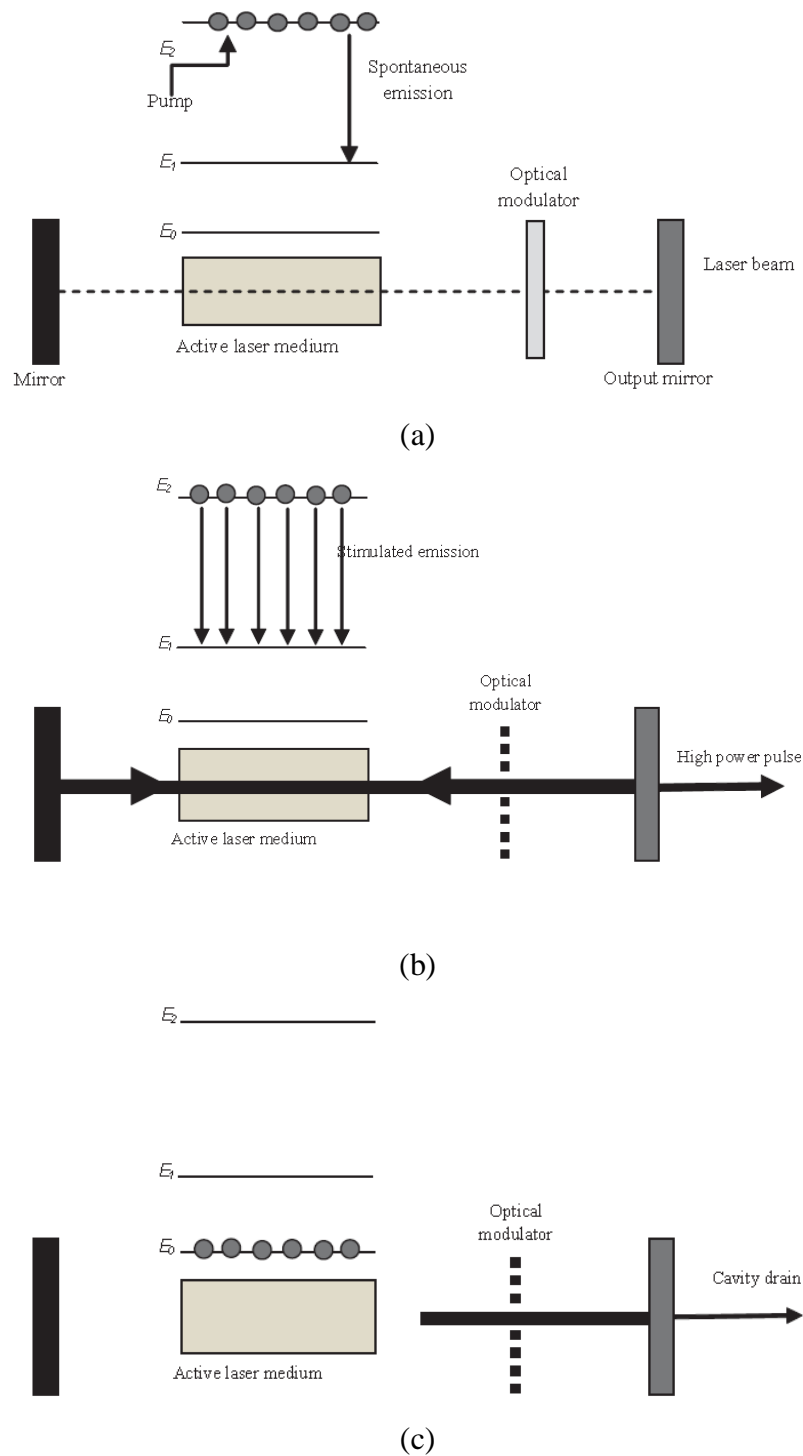 E2
Pump
Spontaneous
emission
E1
E0
Optical
modulator
Laser beam
Active laser medium
Mirror
Output mirror
(a)
E2
Stimulated emission
E1
E0
Optical
modulator
High power pulse
Active laser medium
(b)
E2
E1
E0
Optical
modulator
Cavity drain
Active laser medium
(c)